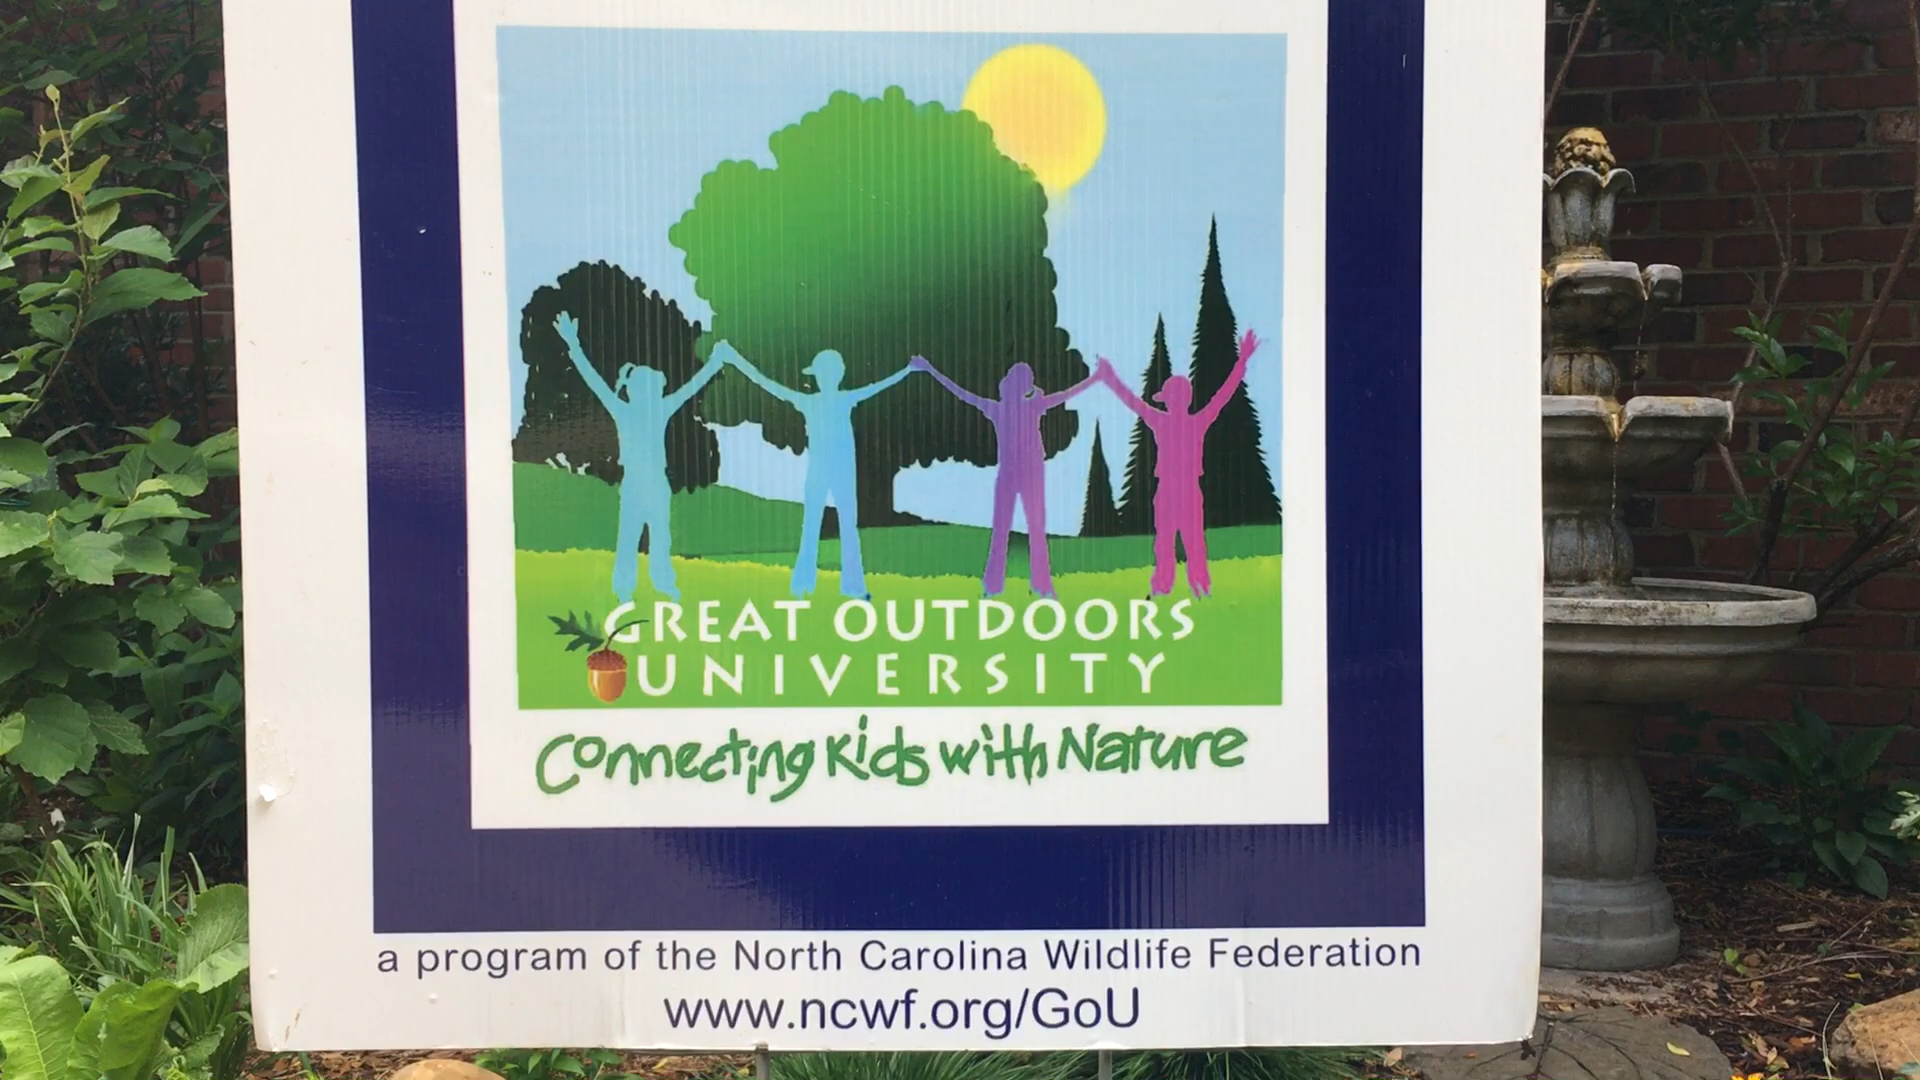 GREAT OUTDOORS
UNIVERSITY
Connecting Kids with Nature
a program of the North Carolina Wildlife Federation
www.ncwf.org/GoU